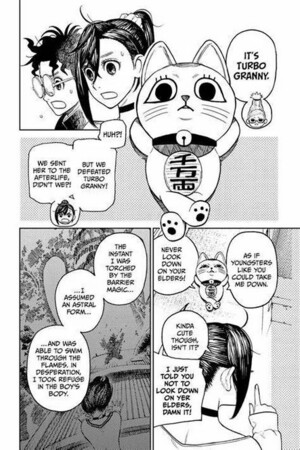 IT'S
TURBO
GRANNY.
HUH?!
BUT WE
DEFEATED
TURBO
GRANNY!
WE SENT
HER TO THE
AFTERLIFE,
DIDN'T WE?!
千万両
AS IF
YOUNGSTERS
LIKE YOU
COULD TAKE
ME DOWN.
NEVER
LOOK
DOWN
ON YOUR
ELDERS!
KINDA
CUTE
THOUGH,
ISN'T IT?
I JUST
TOLD YOU
NOT TO
LOOK DOWN
ON YER
ELDERS,
DAMN IT!
THE
INSTANT
I WAS
TORCHED
BY THE
BARRIER
MAGIC...
...I
ASSUMED
AN ASTRAL
FORM...
...AND WAS
ABLE TO SWIM
THROUGH
THE FLAMES. IN
DESPERATION,
I TOOK REFUGE
IN THE BOY'S
BODY.